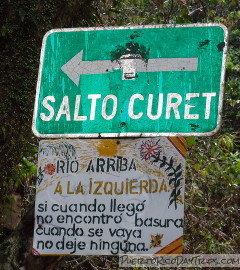 SALTO CURET
RIO ARRIBA
A LA IZQUIERDA
si cuando llegó
no encontró basura
cuando se vaya
no deje ninguna.
PuertoRicoDayTrips.com